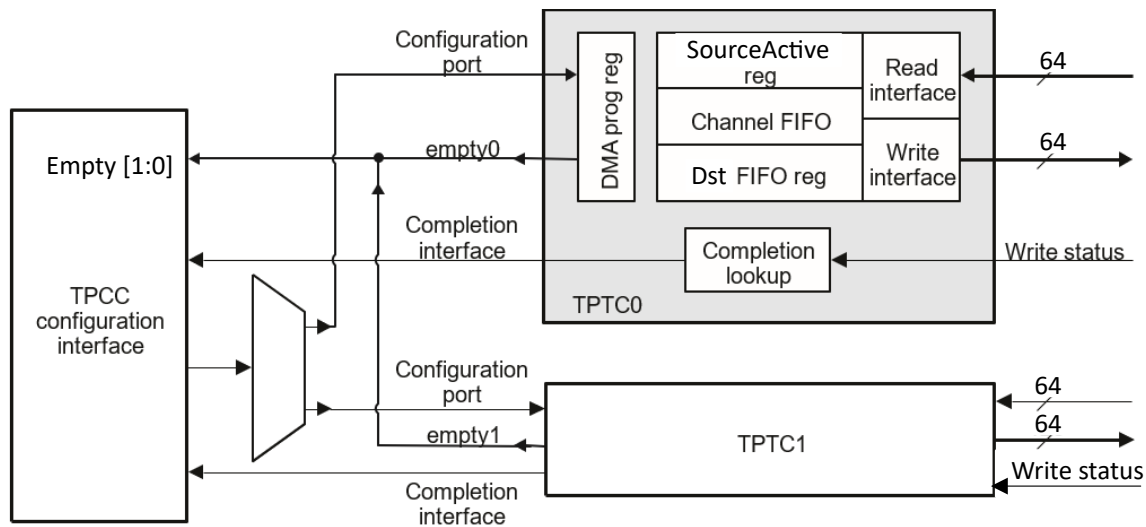 Configuration
port
DMA prog reg
SourceActive
reg
Channel FIFO
Dst FIFO reg
Read
interface
Write
interface
64
64
Empty [1:0]
empty0
Completion
interface
Completion
lookup
Write status
TPTC0
TPCC
configuration
interface
Configuration
port
empty1
TPTC1
64
64
Write status
Completion
interface